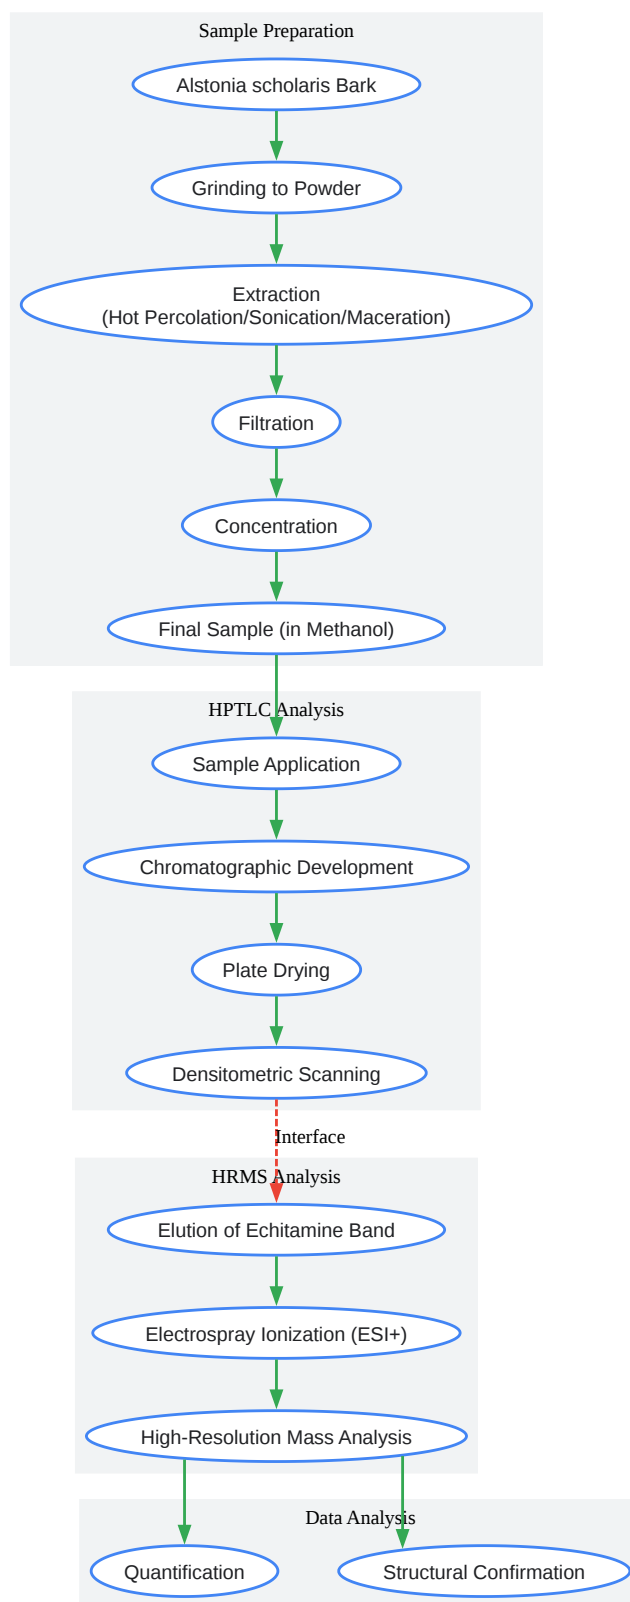 Sample Preparation
Alstonia scholaris Bark
Grinding to Powder
Extraction
(Hot Percolation/Sonication/Maceration)
Filtration
Concentration
Final Sample (in Methanol)
HPTLC Analysis
Sample Application
Chromatographic Development
Plate Drying
Densitometric Scanning
Interface
HRMS Analysis
Elution of Echitamine Band
Electrospray Ionization (ESI+)
High-Resolution Mass Analysis
Data Analysis
Quantification
Structural Confirmation